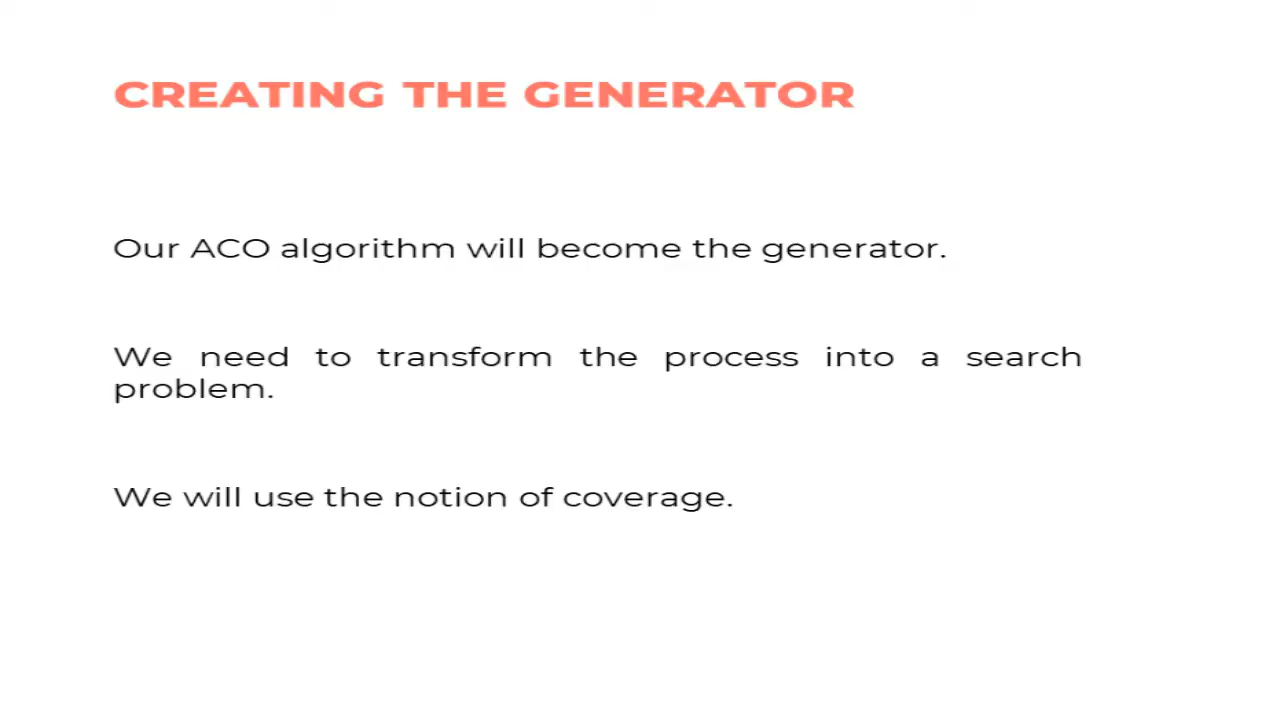 CREATING THE GENERATOR
Our ACO algorithm will become the generator.
We need to transform the process into a search
problem.
We will use the notion of coverage.